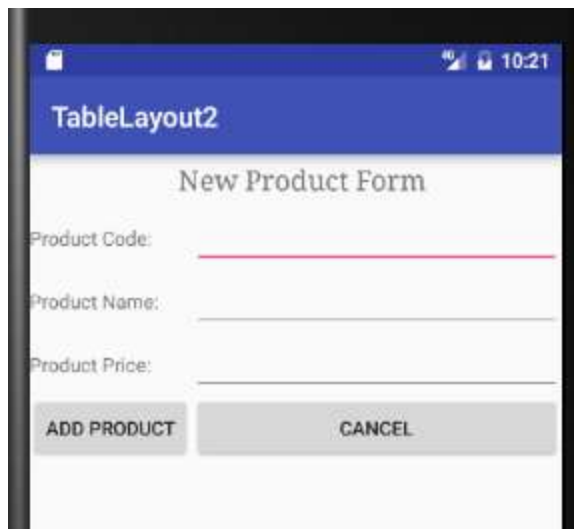 10:21
TableLayout2
New Product Form
Product Code:
Product Name:
Product Price:
ADD PRODUCT CANCEL